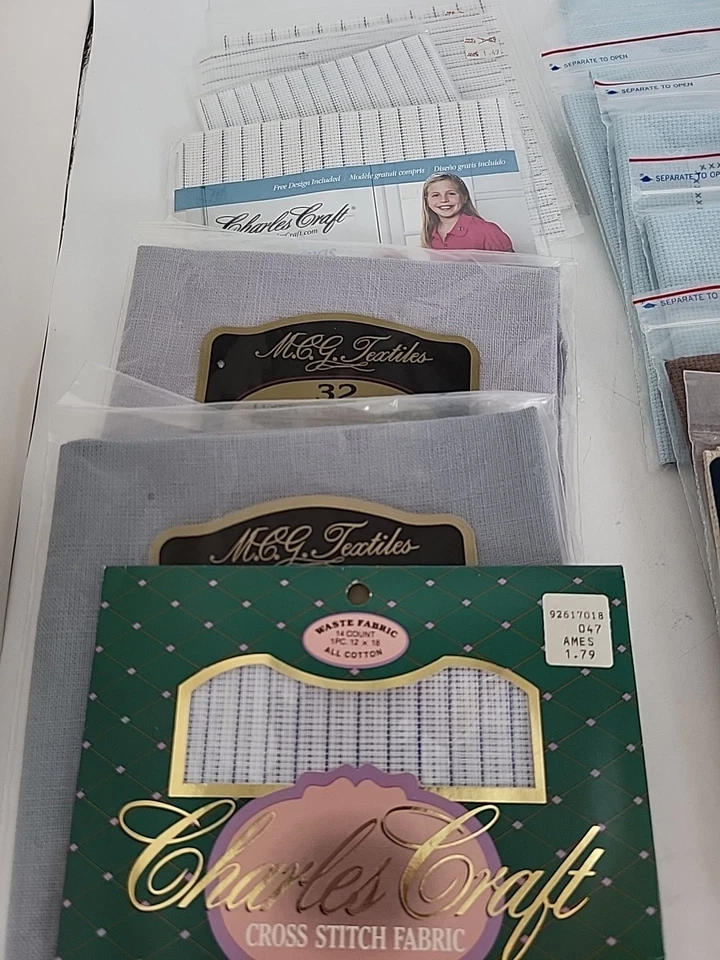 SEPARATE TO OPEN
SEPARATE TO OPEN
SEPARATE TO OP
SEPARATE TO
Free Design Included | Modèle gratuit compris | Diseño gratis incluido
Charles Craft®
M.C.G. Textiles
32
M.C.G. Textiles
WASTE FABRIC
14 COUNT
1PC. 12 x 18
ALL COTTON
92617018
047
AMES
1.79
Charles Craft
CROSS STITCH FABRIC